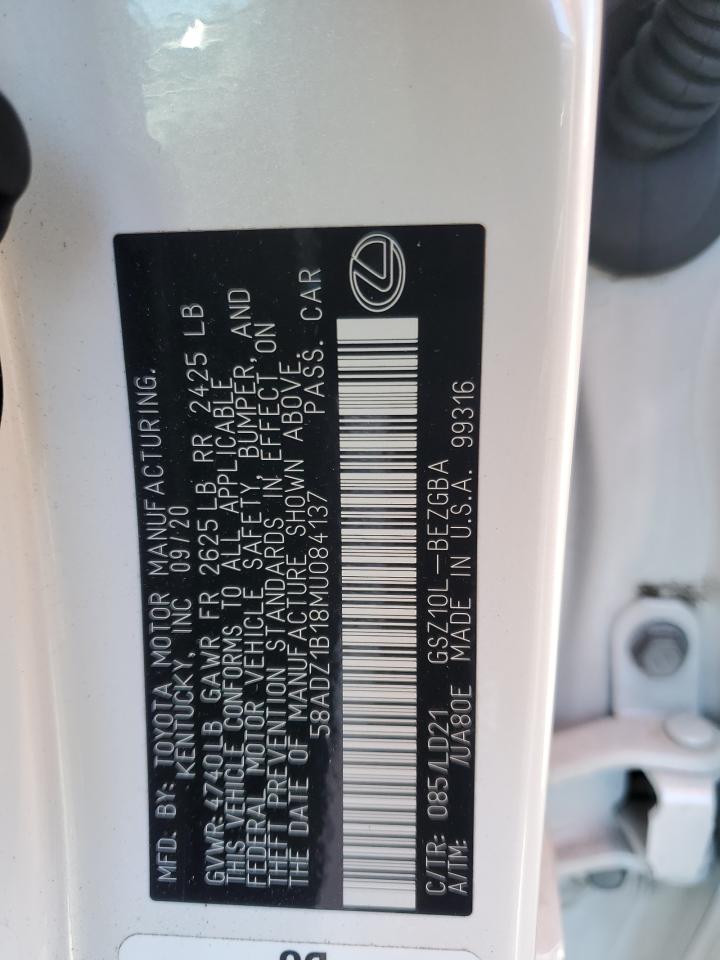 MFD. BY: TOYOTA MOTOR MANUFACTURING.
KENTUCKY, INC 09/20
GVWR: 4740 LB GAWR FR 2625 LB RR 2425 LB
THIS VEHICLE CONFORMS TO ALL APPLICABLE
FEDERAL MOTOR VEHICLE SAFETY, BUMPER, AND
THEFT PREVENTION STANDARDS IN EFFECT ON
THE DATE OF MANUFACTURE SHOWN ABOVE.
58ADZ1B18MU084137 PASS. CAR
C/TR: 085/LD21 GSZ10L-BEZGBA
A/TM: /UA80E MADE IN U.S.A. 99316